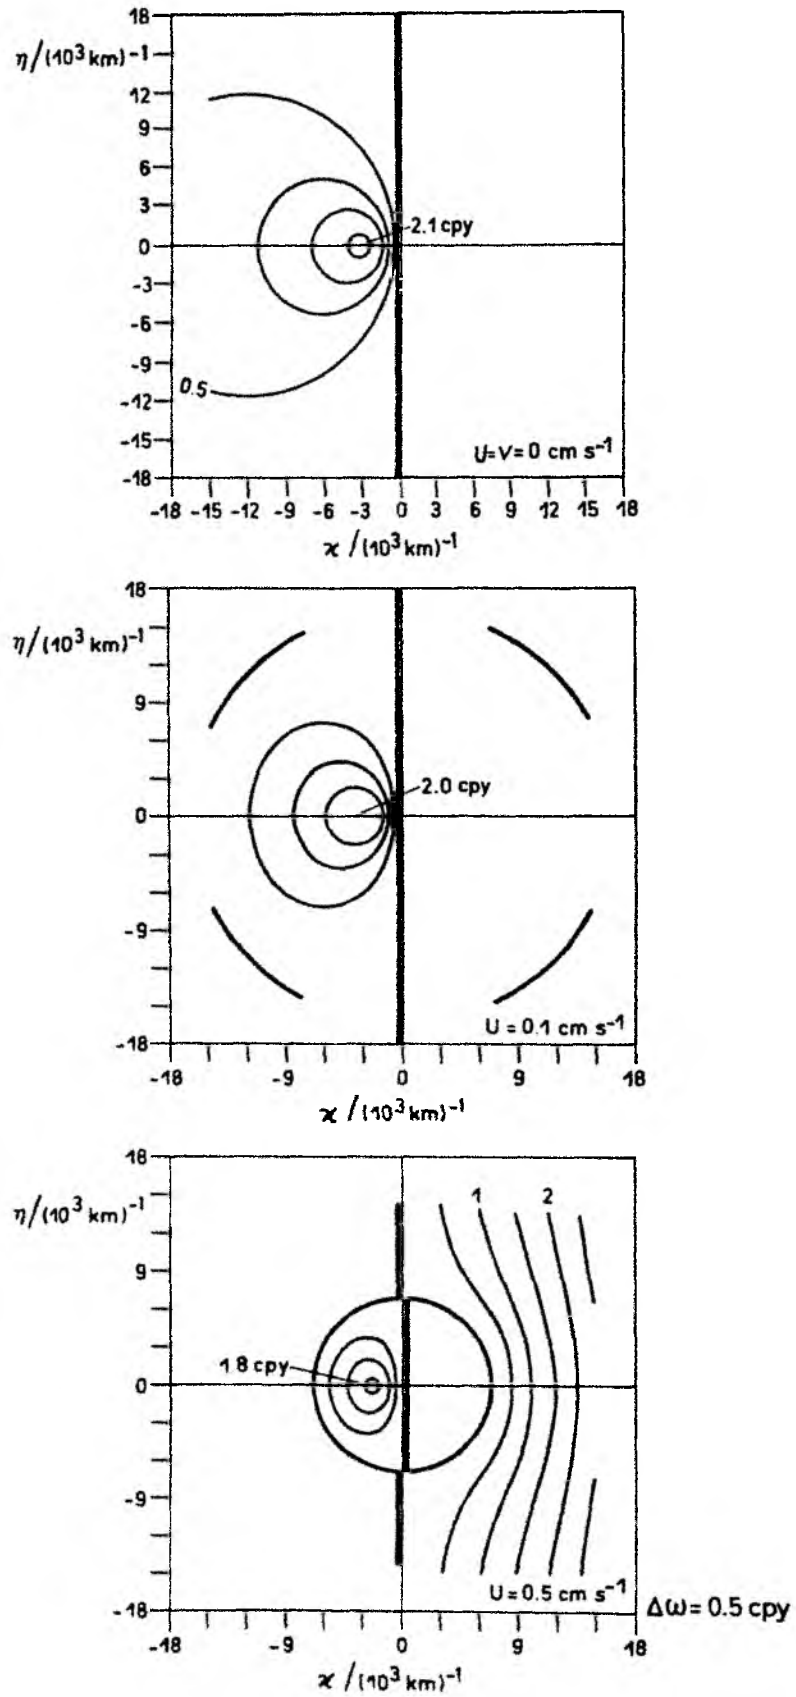 18
η/(10³ km)⁻¹
12
9
6
3
0
-3
-6
-9
-12
-15
-18
2.1 cpy
0.5
U=V=0 cm s⁻¹
-18 -15 -12 -9 -6 -3 0 3 6 9 12 15 18
ϰ /(10³ km)⁻¹
18
η/(10³ km)⁻¹
9
0
-9
-18
2.0 cpy
U = 0.1 cm s⁻¹
-18 -9 0 9 18
ϰ /(10³ km)⁻¹
18
η/(10³ km)⁻¹
9
0
-9
-18
1 2
1.8 cpy
U = 0.5 cm s⁻¹
Δω = 0.5 cpy
-18 -9 0 9 18
ϰ /(10³ km)⁻¹